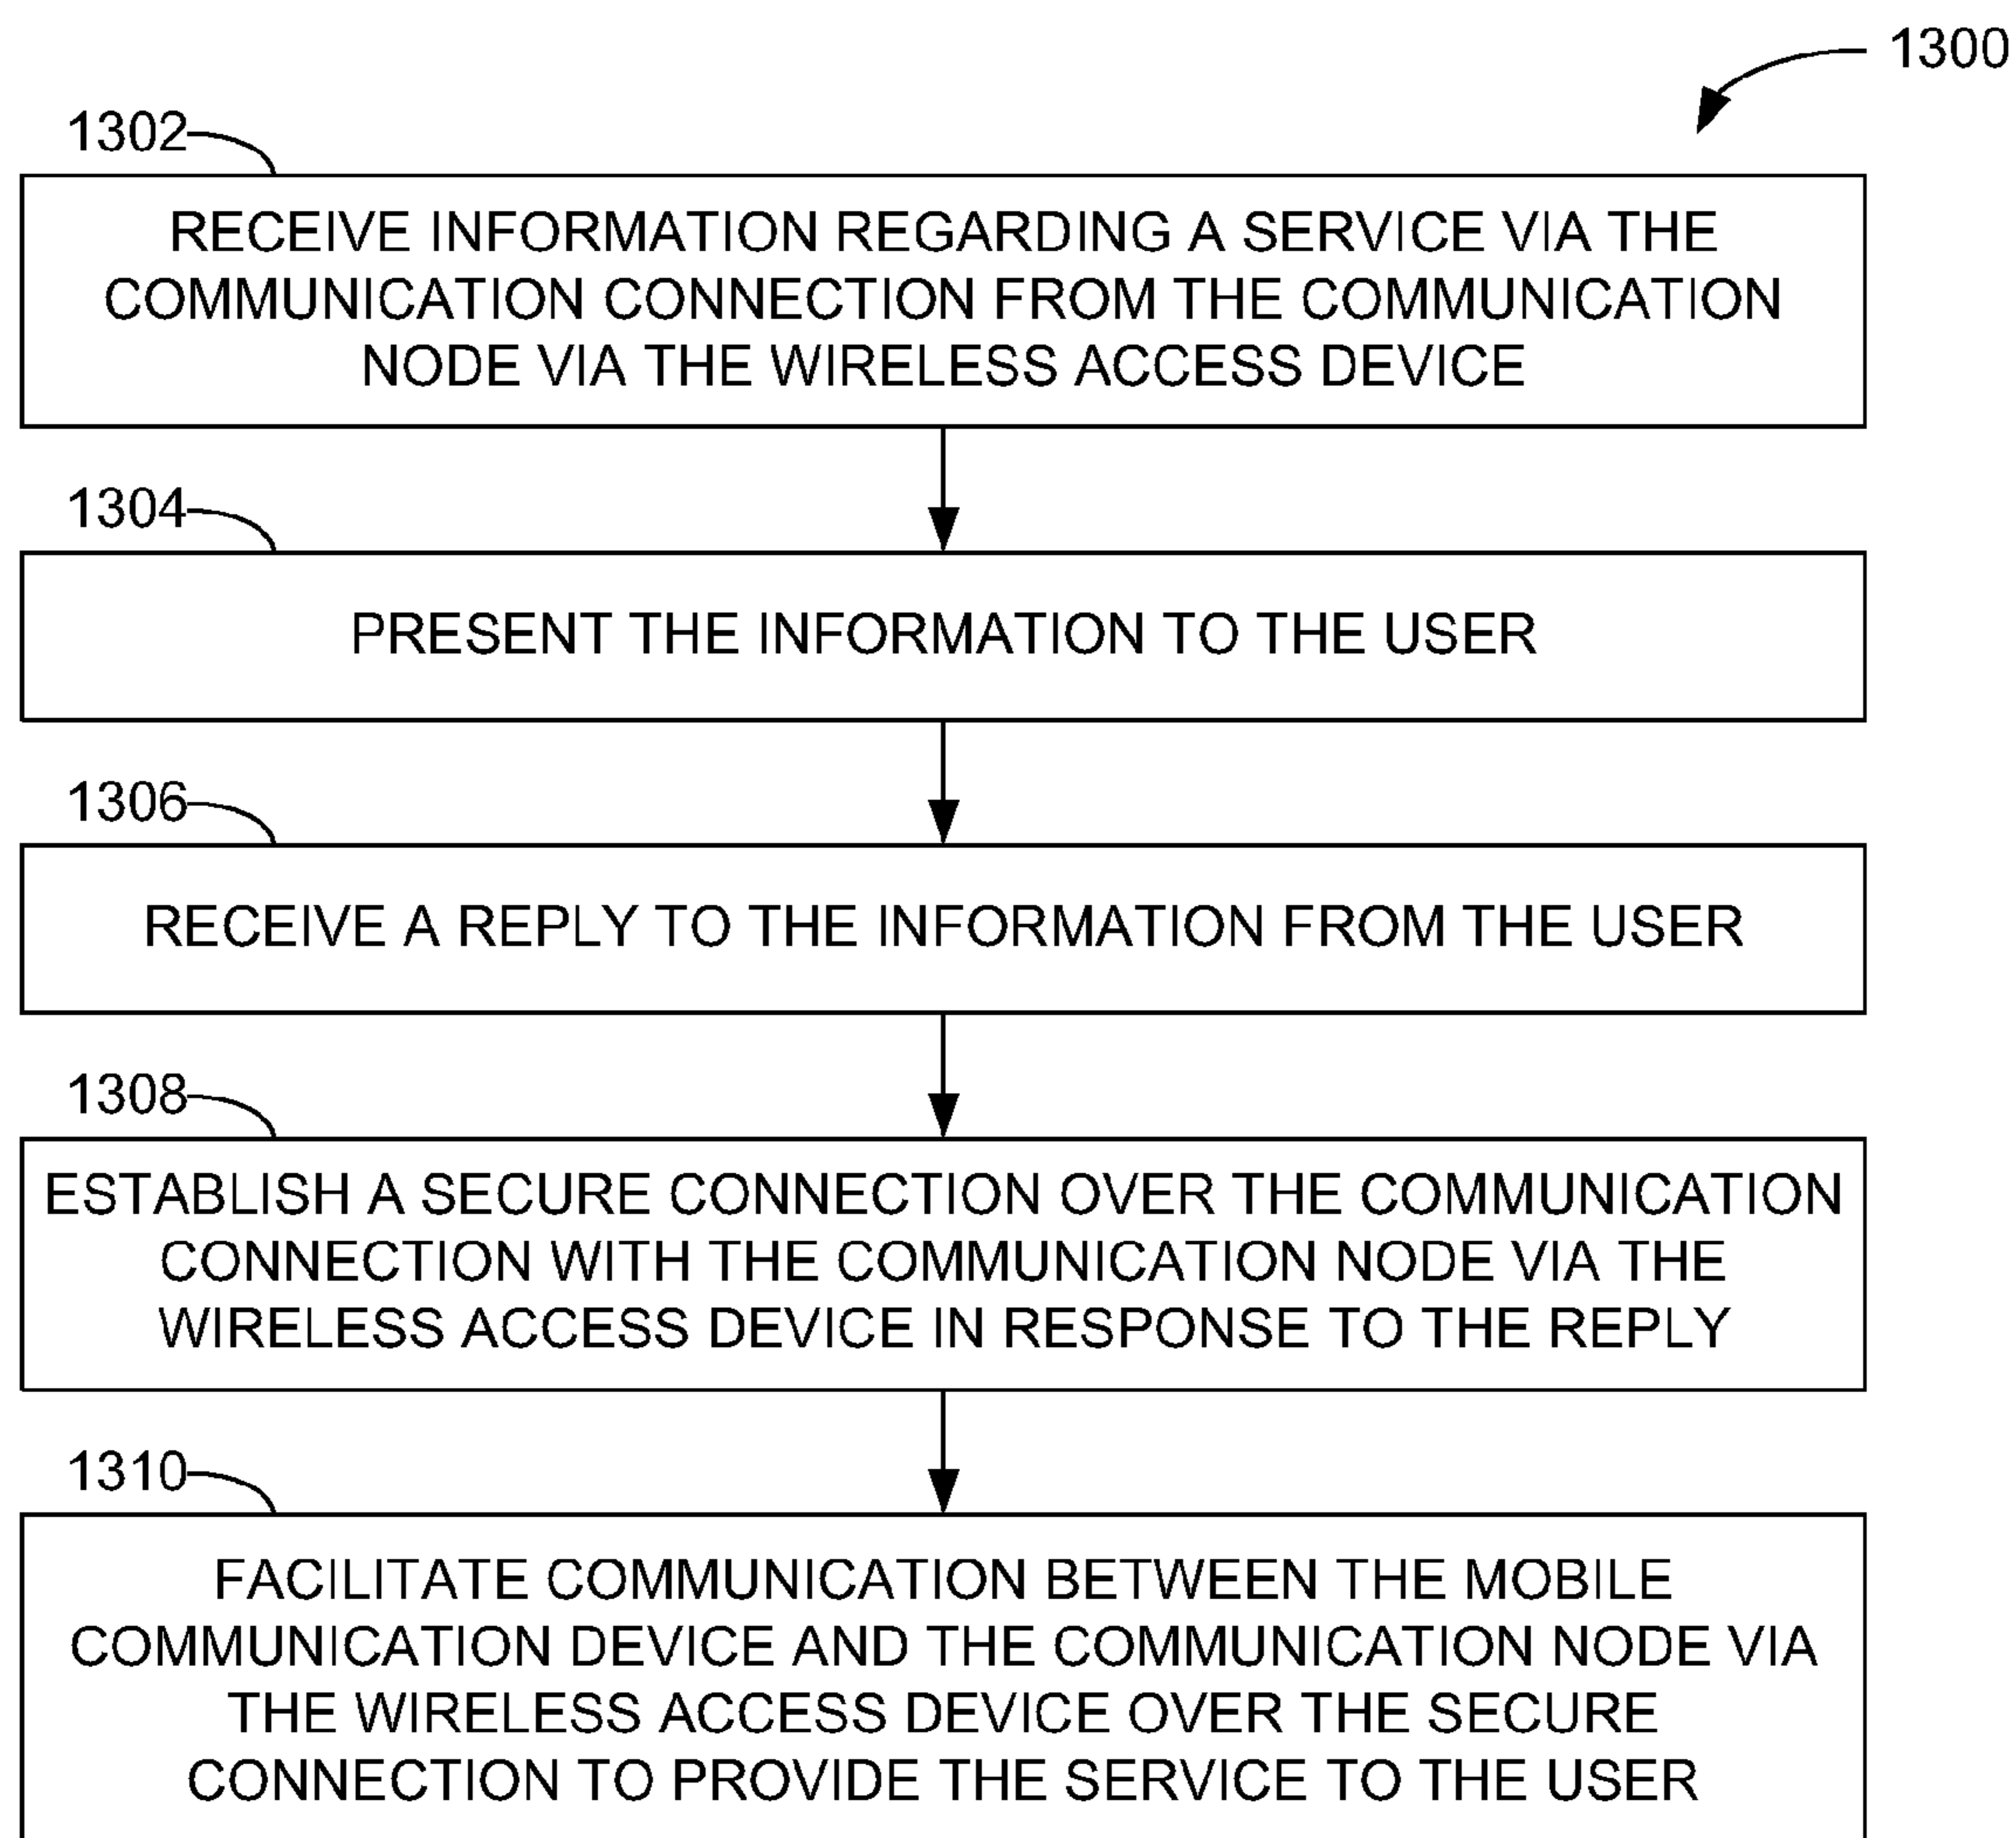 1300
1302
RECEIVE INFORMATION REGARDING A SERVICE VIA THE
COMMUNICATION CONNECTION FROM THE COMMUNICATION
NODE VIA THE WIRELESS ACCESS DEVICE
1304
PRESENT THE INFORMATION TO THE USER
1306
RECEIVE A REPLY TO THE INFORMATION FROM THE USER
1308
ESTABLISH A SECURE CONNECTION OVER THE COMMUNICATION
CONNECTION WITH THE COMMUNICATION NODE VIA THE
WIRELESS ACCESS DEVICE IN RESPONSE TO THE REPLY
1310
FACILITATE COMMUNICATION BETWEEN THE MOBILE
COMMUNICATION DEVICE AND THE COMMUNICATION NODE VIA
THE WIRELESS ACCESS DEVICE OVER THE SECURE
CONNECTION TO PROVIDE THE SERVICE TO THE USER